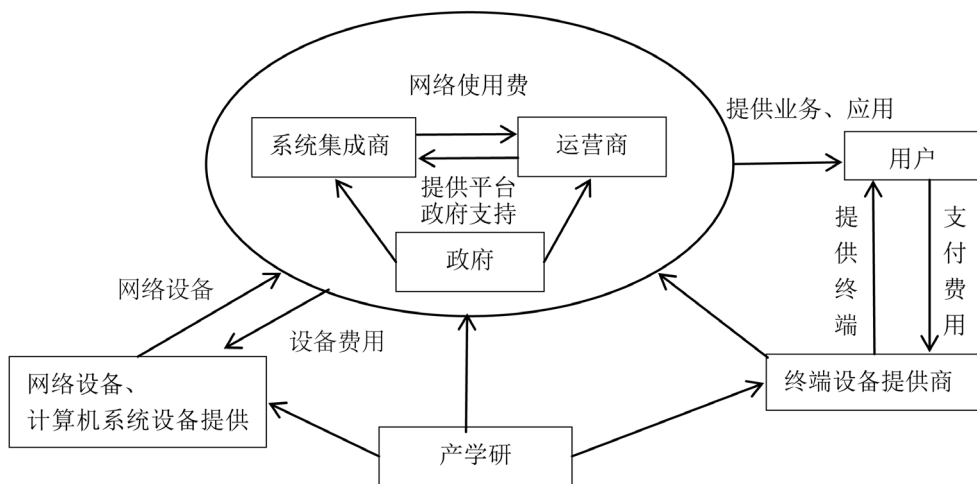 网络使用费
提供业务、应用
系统集成商
运营商
用户
提供平台
政府支持
提供终端
支付费用
政府
网络设备
设备费用
网络设备、
计算机系统设备提供
终端设备提供商
产学研